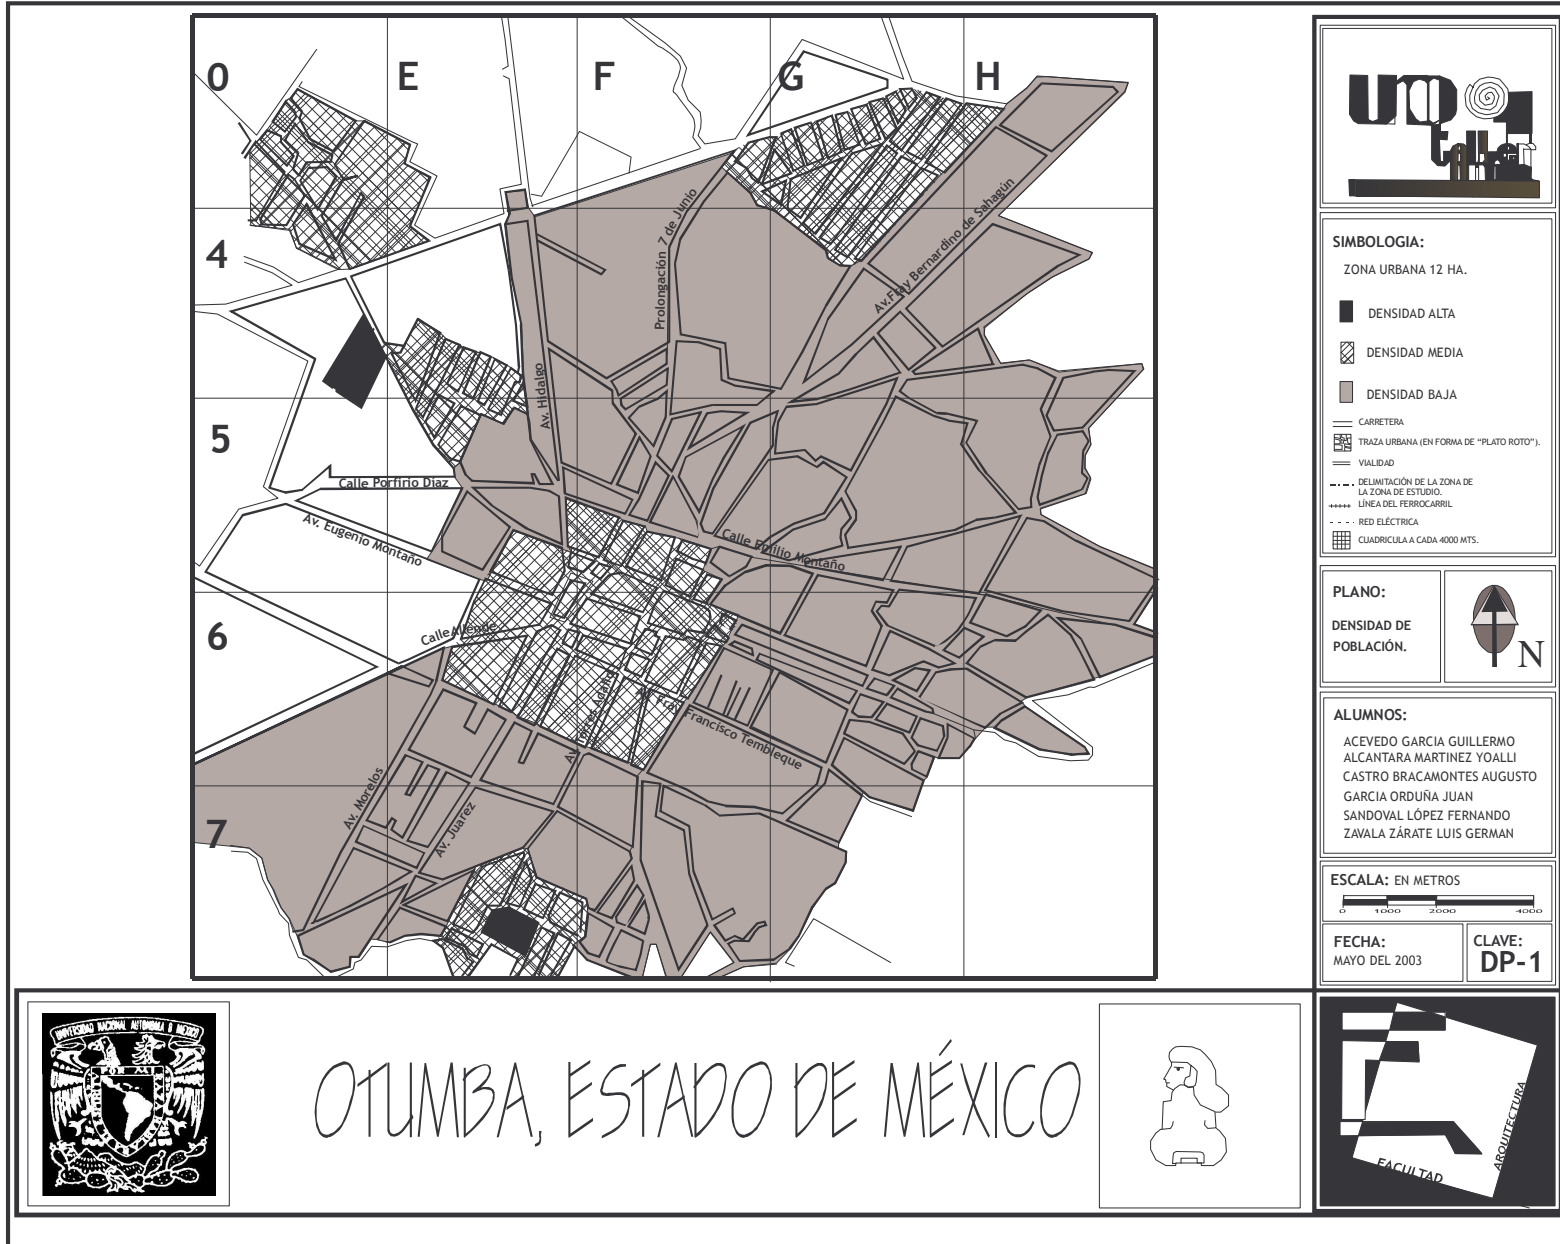 0
E
F
G
H
4
5
6
7
Prolongación 7 de Junio
Av.Fray Bernardino de Sahagún
Av. Hidalgo
Calle Porfirio Diaz
Av. Eugenio Montaño
Calle Emilio Montaño
Calle Allende
Av. Torres Adalid
Av. Fray Francisco Tembleque
Av. Morelos
Av. Juarez
SIMBOLOGIA:
ZONA URBANA 12 HA.
DENSIDAD ALTA
DENSIDAD MEDIA
DENSIDAD BAJA
CARRETERA
TRAZA URBANA (EN FORMA DE “PLATO ROTO”).
VIALIDAD
DELIMITACIÓN DE LA ZONA DE
LA ZONA DE ESTUDIO.
LÍNEA DEL FERROCARRIL
RED ELÉCTRICA
CUADRICULA A CADA 4000 MTS.
PLANO:
DENSIDAD DE
POBLACIÓN.
N
ALUMNOS:
ACEVEDO GARCIA GUILLERMO
ALCANTARA MARTINEZ YOALLI
CASTRO BRACAMONTES AUGUSTO
GARCIA ORDUÑA JUAN
SANDOVAL LÓPEZ FERNANDO
ZAVALA ZÁRATE LUIS GERMAN
ESCALA: EN METROS
0 1000 2000 4000
FECHA:
MAYO DEL 2003
CLAVE:
DP-1
OTUMBA, ESTADO DE MÉXICO
FACULTAD
ARQUITECTURA